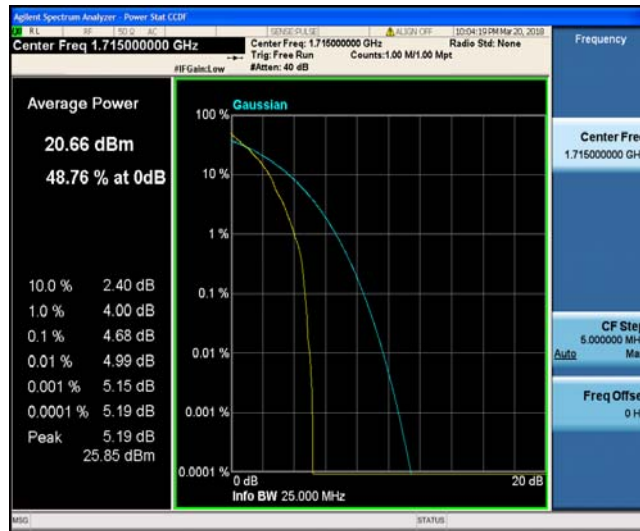 Agilent Spectrum Analyzer - Power Stat CCDF
RL RF 50 Ω AC SENSE:PULSE ALIGN OFF 10:04:19 PM Mar 20, 2018
Center Freq 1.715000000 GHz
Center Freq: 1.715000000 GHz
Radio Std: None
Trig: Free Run
Counts:1.00 M/1.00 Mpt
#IFGain:Low
#Atten: 40 dB
Average Power
20.66 dBm
48.76 % at 0dB
10.0 % 2.40 dB
1.0 % 4.00 dB
0.1 % 4.68 dB
0.01 % 4.99 dB
0.001 % 5.15 dB
0.0001 % 5.19 dB
Peak 5.19 dB
25.85 dBm
Gaussian
100 %
10 %
1 %
0.1 %
0.01 %
0.001 %
0.0001 %
0 dB
20 dB
Info BW 25.000 MHz
Frequency
Center Fre
1.715000000 GH
CF Step
5.000000 MH
Auto Ma
Freq Offse
0 H
MSG
STATUS